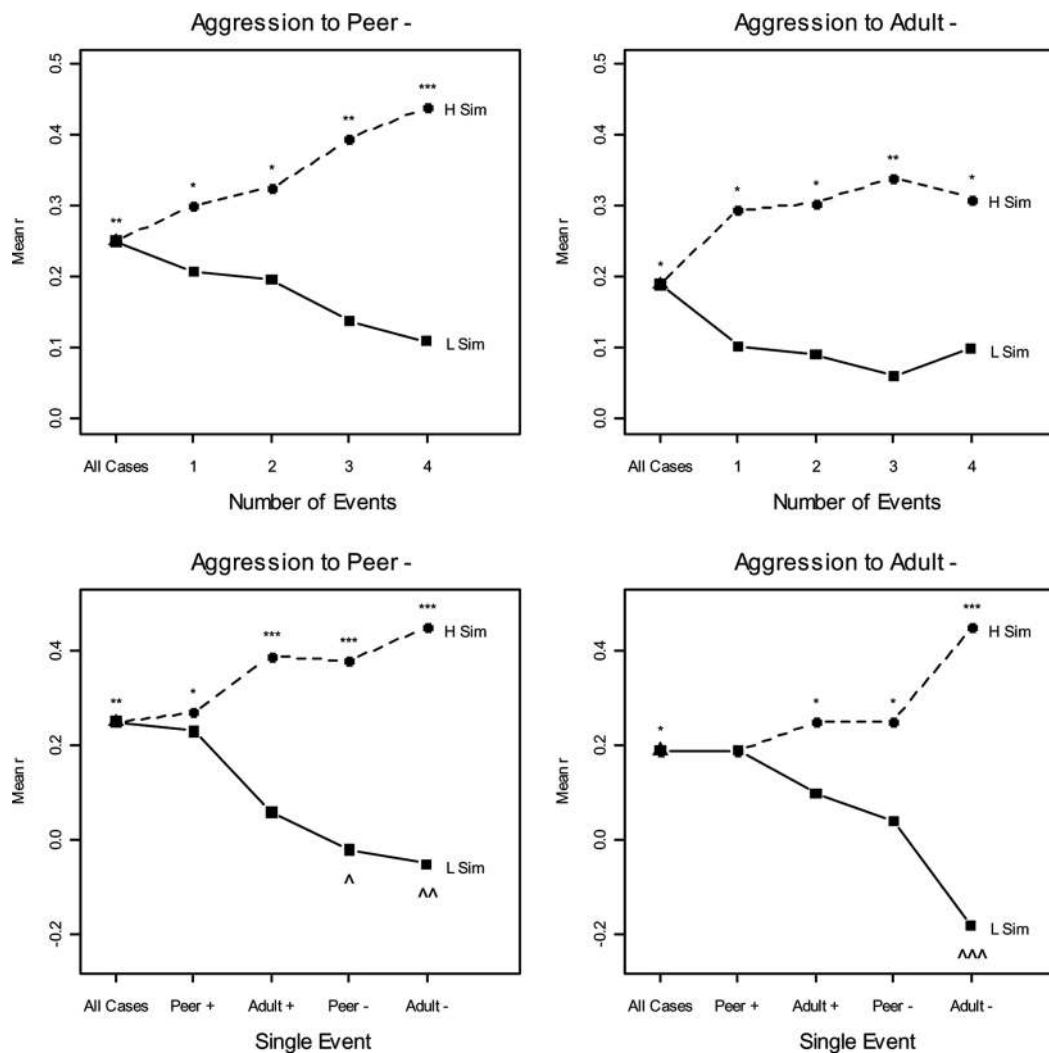 Aggression to Peer -
0.5
0.4
0.3
0.2
0.1
0.0
Mean r
**
*
*
**
***
H Sim
L Sim
All Cases 1 2 3 4
Number of Events
Aggression to Adult -
0.5
0.4
0.3
0.2
0.1
0.0
Mean r
*
*
*
**
*
H Sim
L Sim
All Cases 1 2 3 4
Number of Events
Aggression to Peer -
0.4
0.2
0.0
-0.2
Mean r
**
*
***
***
***
H Sim
L Sim
^
^^
All Cases Peer + Adult + Peer - Adult -
Single Event
Aggression to Adult -
0.4
0.2
0.0
-0.2
Mean r
*
*
*
***
H Sim
L Sim
^^^
All Cases Peer + Adult + Peer - Adult -
Single Event